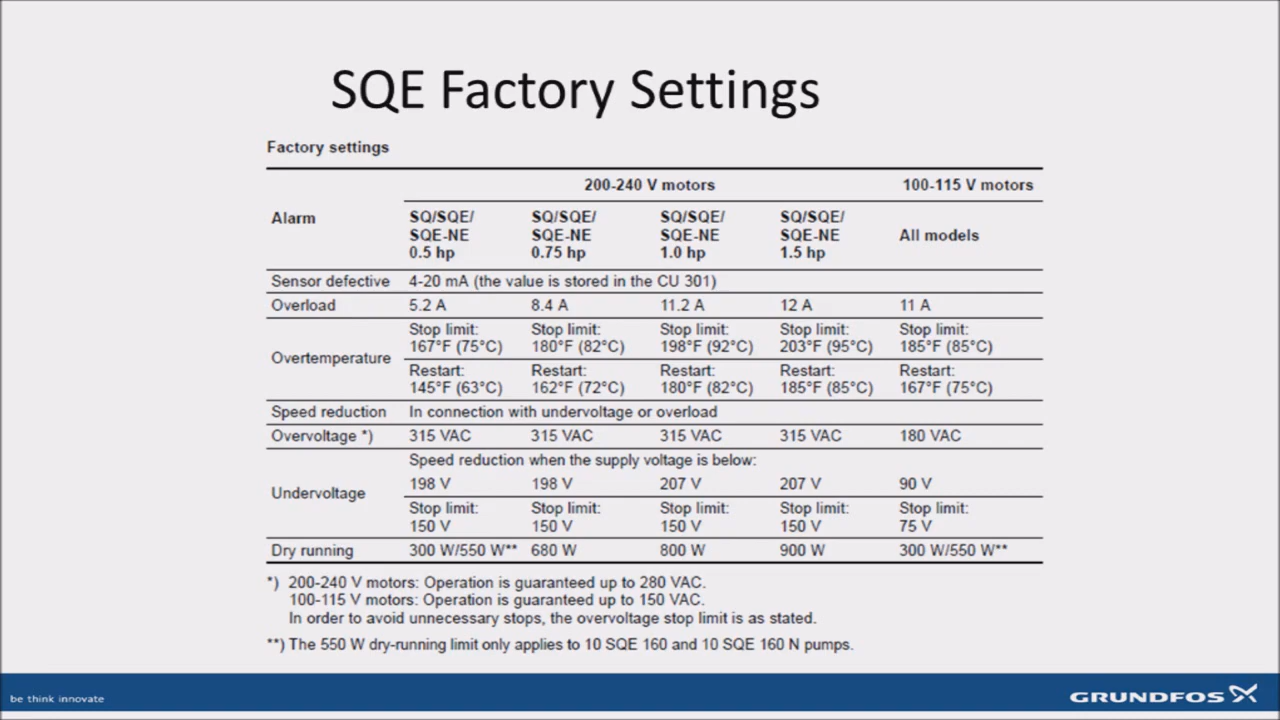 SQE Factory Settings
Factory settings
200-240 V motors 100-115 V motors
Alarm SQ/SQE/ SQE-NE 0.5 hp SQ/SQE/ SQE-NE 0.75 hp SQ/SQE/ SQE-NE 1.0 hp SQ/SQE/ SQE-NE 1.5 hp All models
Sensor defective 4-20 mA (the value is stored in the CU 301)
Overload 5.2 A 8.4 A 11.2 A 12 A 11 A
Overtemperature
Stop limit: Stop limit: Stop limit: Stop limit: Stop limit:
167°F (75°C) 180°F (82°C) 198°F (92°C) 203°F (95°C) 185°F (85°C)
Restart: Restart: Restart: Restart: Restart:
145°F (63°C) 162°F (72°C) 180°F (82°C) 185°F (85°C) 167°F (75°C)
Speed reduction In connection with undervoltage or overload
Overvoltage *) 315 VAC 315 VAC 315 VAC 315 VAC 180 VAC
Undervoltage
Speed reduction when the supply voltage is below:
198 V 198 V 207 V 207 V 90 V
Stop limit: Stop limit: Stop limit: Stop limit: Stop limit:
150 V 150 V 150 V 150 V 75 V
Dry running 300 W/550 W** 680 W 800 W 900 W 300 W/550 W**
*) 200-240 V motors: Operation is guaranteed up to 280 VAC.
100-115 V motors: Operation is guaranteed up to 150 VAC.
In order to avoid unnecessary stops, the overvoltage stop limit is as stated.
**) The 550 W dry-running limit only applies to 10 SQE 160 and 10 SQE 160 N pumps.
be think innovate
GRUNDFOS